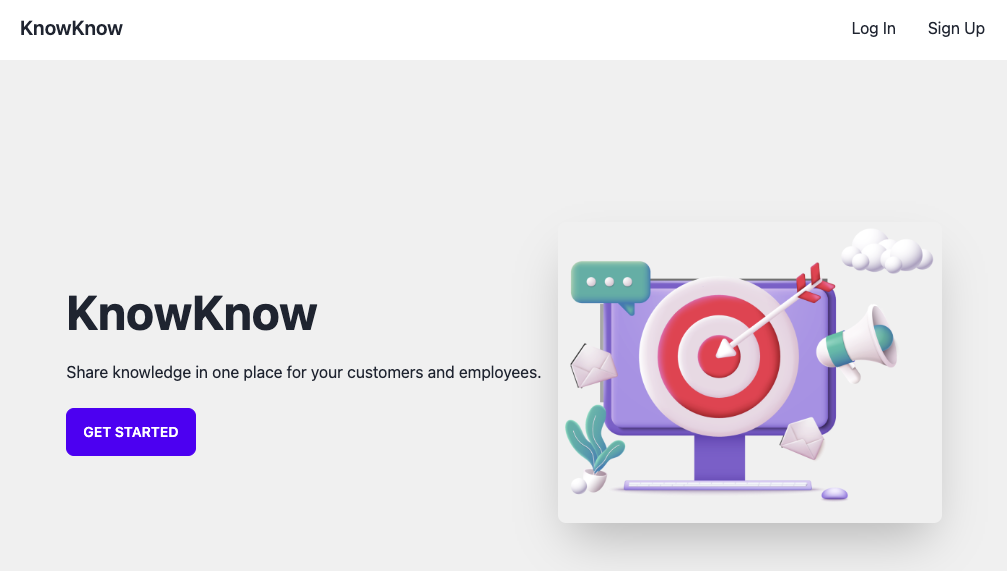 KnowKnow
Log In
Sign Up
KnowKnow
Share knowledge in one place for your customers and employees.
GET STARTED